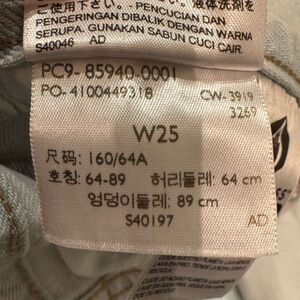 PENGERINGAN DIBALIK DENGAN WARNA
SERUPA. GUNAKAN SABUN CUCI CAIR.
S40046 AD
PC9- 85940-0001
PO- 4100449318 CW-3919
3269
W25
尺码: 160/64A
호칭: 64-89 허리둘레: 64 cm
엉덩이둘레: 89 cm
S40197 AD